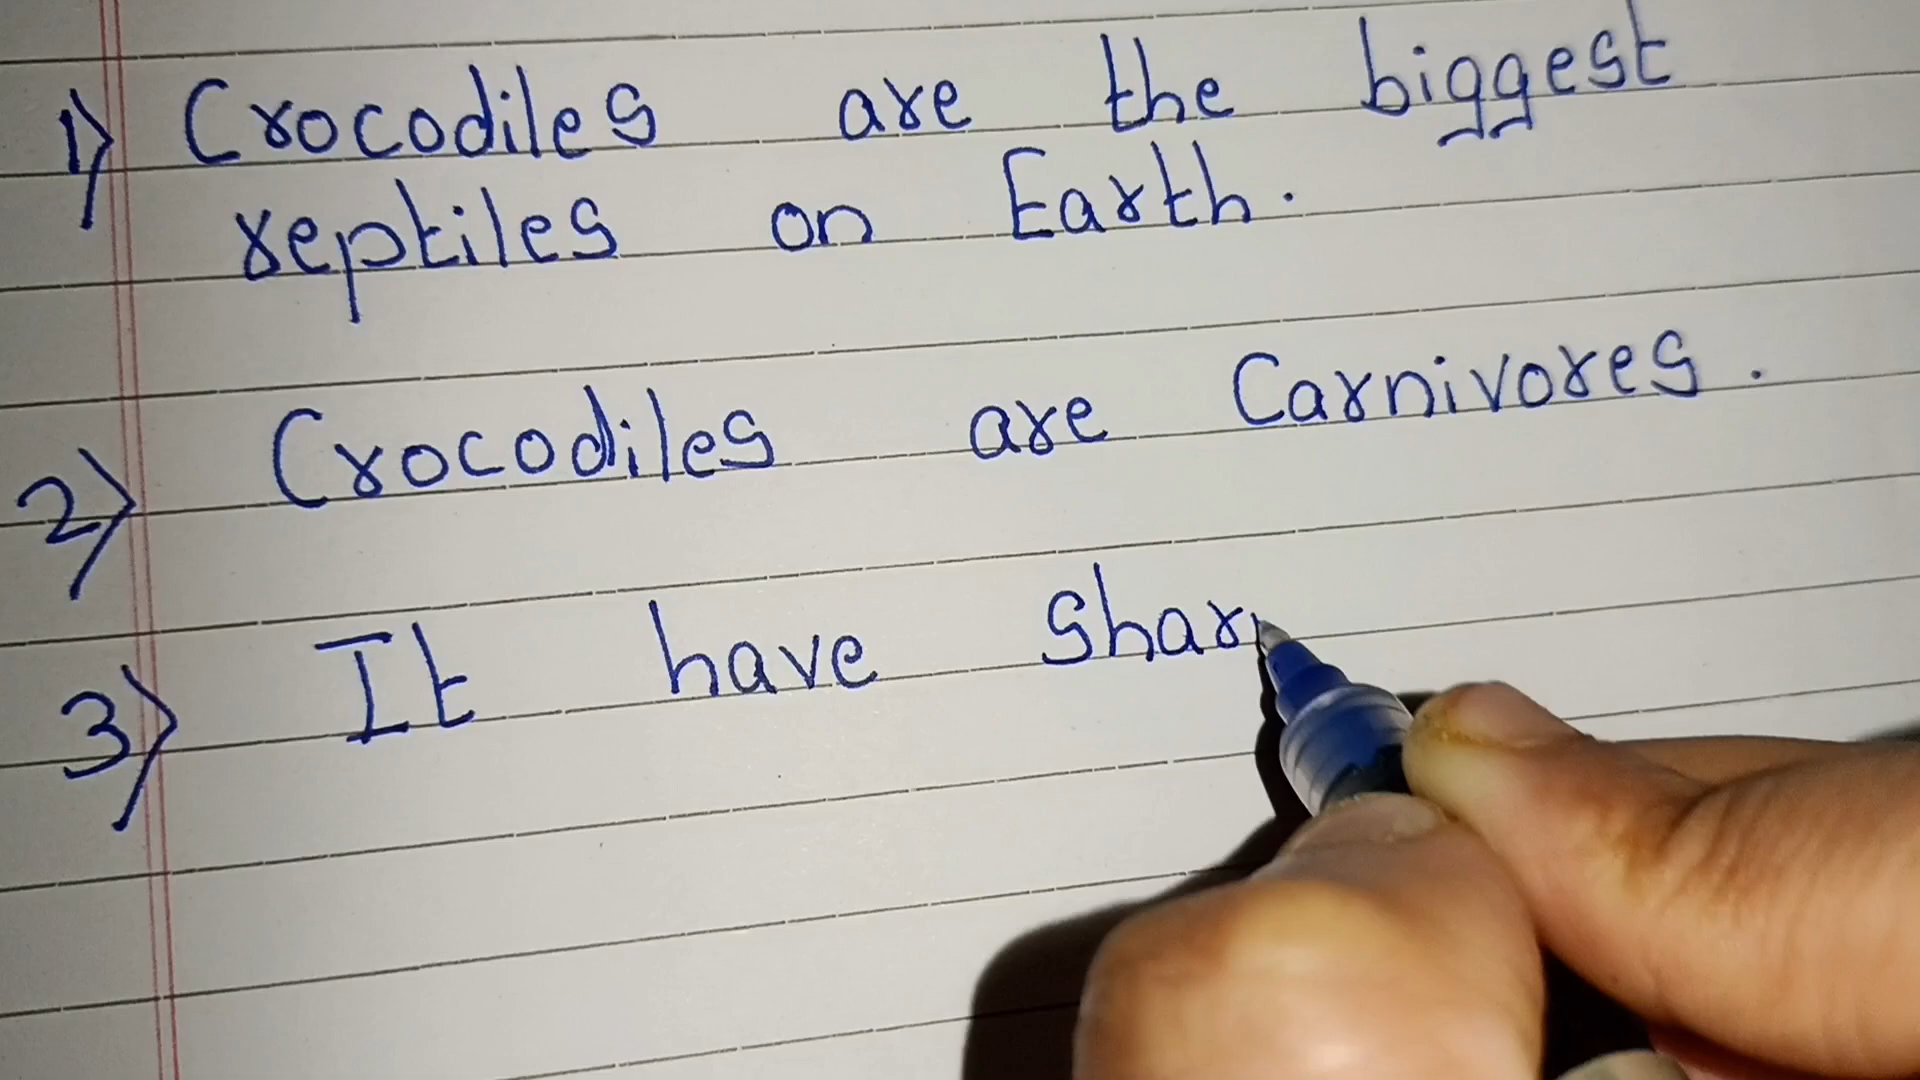 1) Crocodiles are the biggest
reptiles on Earth.
2) Crocodiles are Carnivores.
3) It have shar